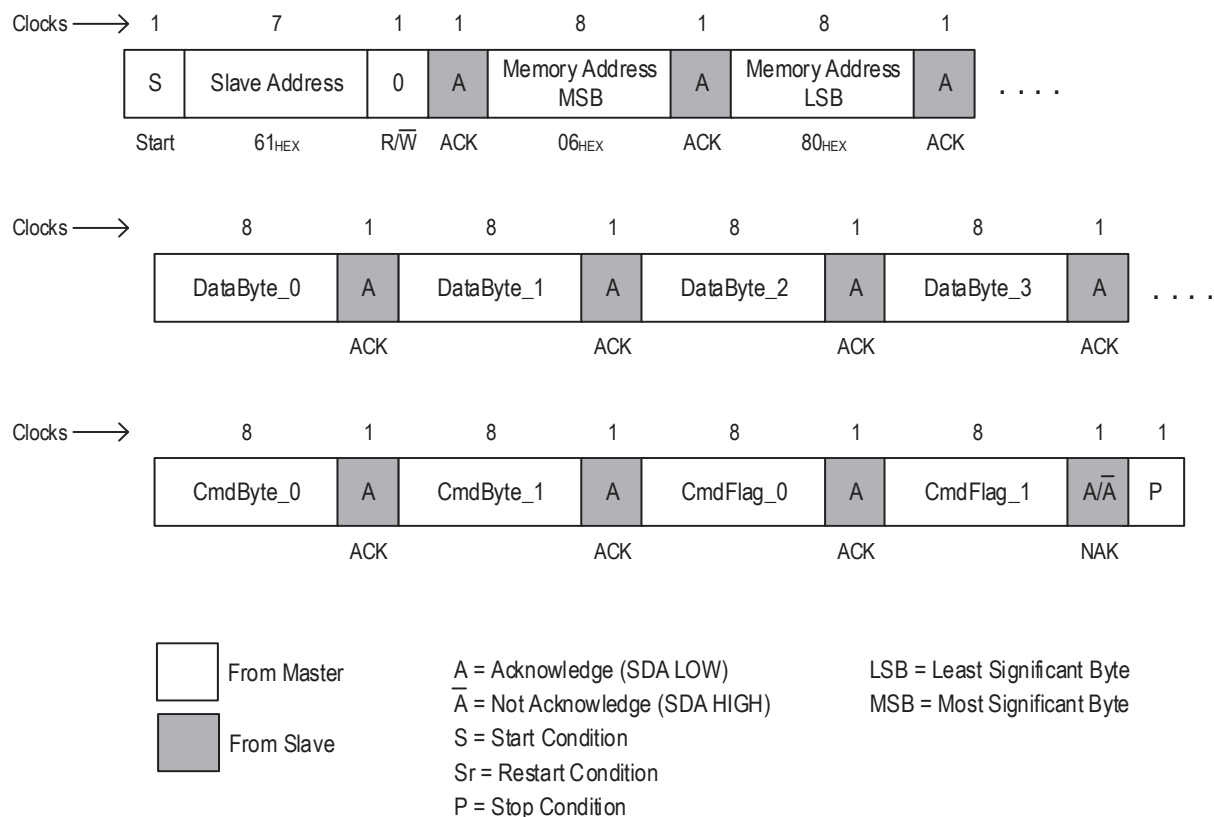 Clocks → 1 7 1 1 8 1 8 1
S Slave Address 0 A Memory Address MSB A Memory Address LSB A . . . .
Start 61HEX R/W̅ ACK 06HEX ACK 80HEX ACK
Clocks → 8 1 8 1 8 1 8 1
DataByte_0 A DataByte_1 A DataByte_2 A DataByte_3 A . . . .
ACK ACK ACK ACK
Clocks → 8 1 8 1 8 1 8 1 1
CmdByte_0 A CmdByte_1 A CmdFlag_0 A CmdFlag_1 A/A̅ P
ACK ACK ACK NAK
From Master
From Slave
A = Acknowledge (SDA LOW)
A̅ = Not Acknowledge (SDA HIGH)
S = Start Condition
Sr = Restart Condition
P = Stop Condition
LSB = Least Significant Byte
MSB = Most Significant Byte